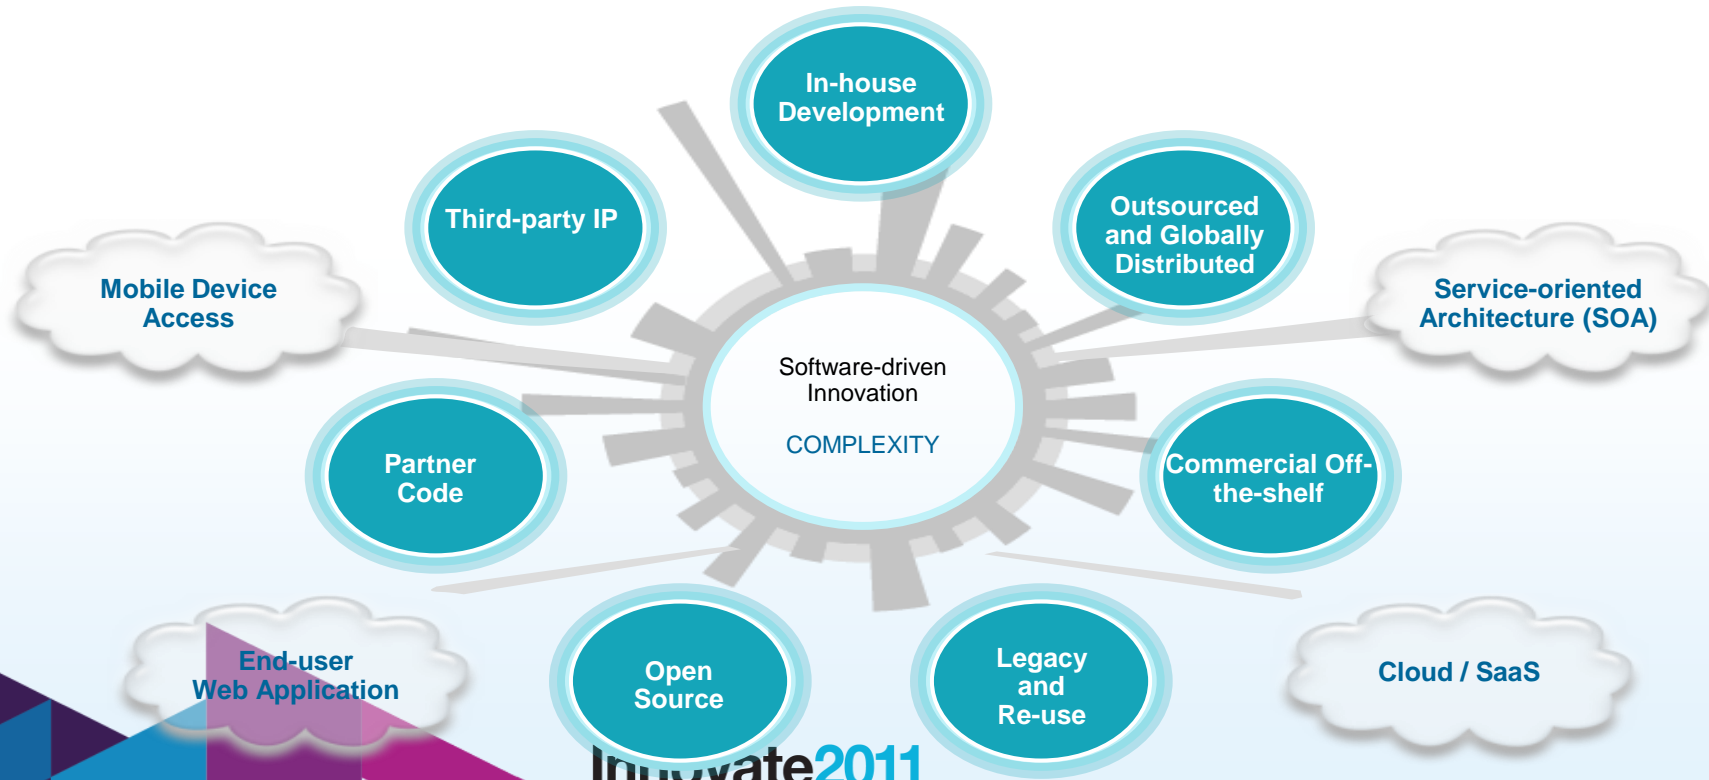 In-house
Development
Third-party IP
Outsourced
and Globally
Distributed
Mobile Device
Access
Service-oriented
Architecture (SOA)
Software-driven
Innovation
COMPLEXITY
Partner
Code
Commercial Off-
the-shelf
End-user
Web Application
Open
Source
Legacy
and
Re-use
Cloud / SaaS
Innovate2011